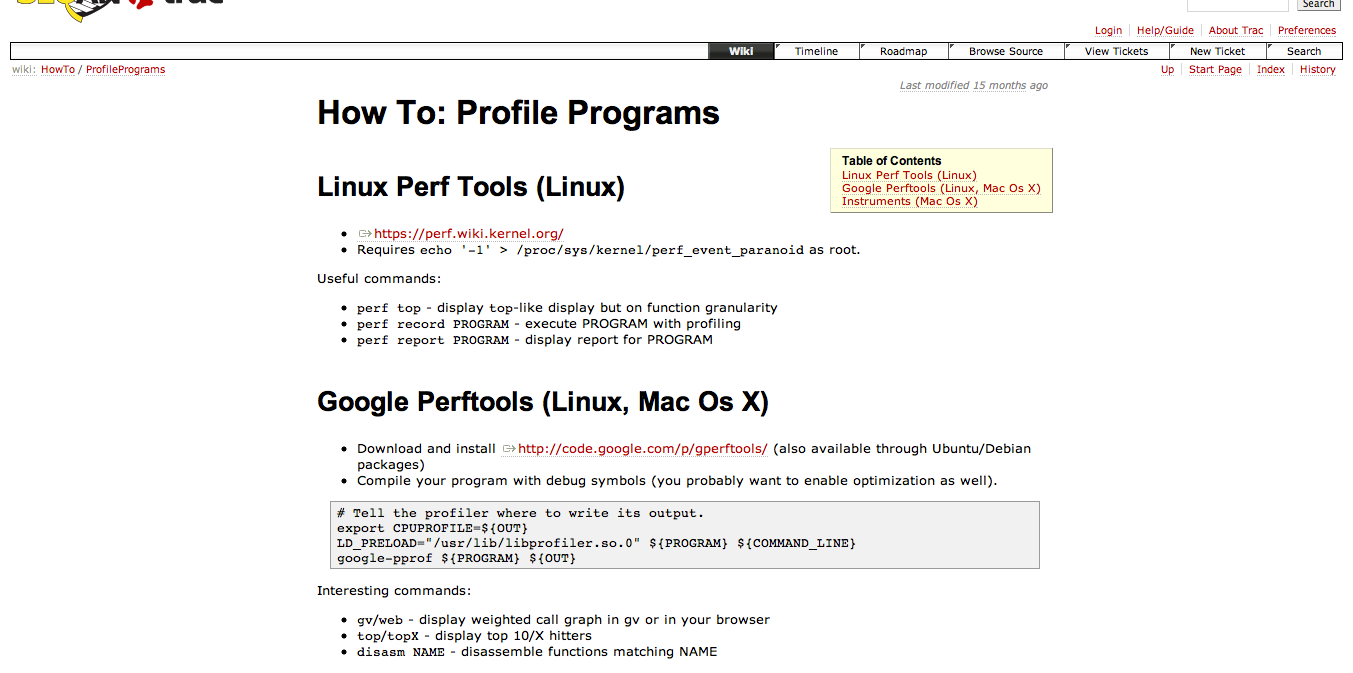 Search
Login Help/Guide About Trac Preferences
Wiki Timeline Roadmap Browse Source View Tickets New Ticket Search
wiki: HowTo / ProfilePrograms
Up Start Page Index History
Last modified 15 months ago
How To: Profile Programs
Table of Contents
Linux Perf Tools (Linux)
Google Perftools (Linux, Mac Os X)
Instruments (Mac Os X)
Linux Perf Tools (Linux)
https://perf.wiki.kernel.org/
Requires echo '-1' > /proc/sys/kernel/perf_event_paranoid as root.
Useful commands:
perf top - display top-like display but on function granularity
perf record PROGRAM - execute PROGRAM with profiling
perf report PROGRAM - display report for PROGRAM
Google Perftools (Linux, Mac Os X)
Download and install http://code.google.com/p/gperftools/ (also available through Ubuntu/Debian
packages)
Compile your program with debug symbols (you probably want to enable optimization as well).
# Tell the profiler where to write its output.
export CPUPROFILE=${OUT}
LD_PRELOAD="/usr/lib/libprofiler.so.0" ${PROGRAM} ${COMMAND_LINE}
google-pprof ${PROGRAM} ${OUT}
Interesting commands:
gv/web - display weighted call graph in gv or in your browser
top/topX - display top 10/X hitters
disasm NAME - disassemble functions matching NAME